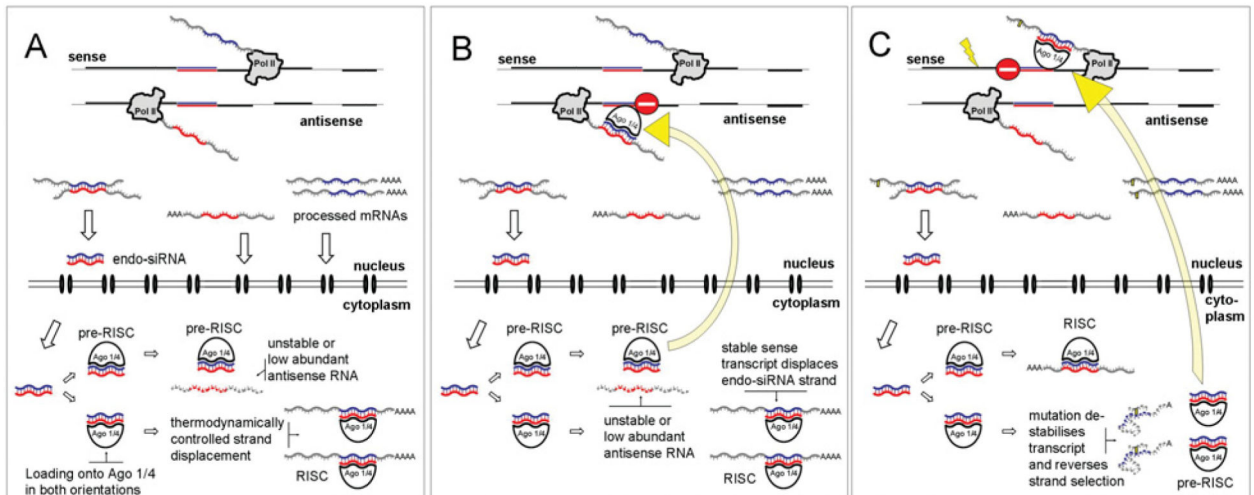 A
Pol II
sense
Pol II
antisense
AAAA
AAAA
processed mRNAs
AAA
endo-siRNA
nucleus
cytoplasm
pre-RISC
pre-RISC
Ago 1/4
Ago 1/4
unstable or
low abundant
antisense RNA
Ago 1/4
thermodynamically
controlled strand
displacement
AAAA
Ago 1/4
AAAA
Ago 1/4
RISC
Loading onto Ago 1/4
in both orientations
B
Pol II
sense
Pol II
Ago 1/4
antisense
AAAA
AAAA
AAA
nucleus
cytoplasm
pre-RISC
pre-RISC
Ago 1/4
Ago 1/4
stable sense
transcript displaces
endo-siRNA strand
unstable or
low abundant
antisense RNA
Ago 1/4
AAAA
Ago 1/4
AAAA
Ago 1/4
RISC
C
Ago 1/4
Pol II
sense
Pol II
antisense
AAAA
AAAA
AAA
nucleus
cyto-
plasm
pre-RISC
RISC
Ago 1/4
Ago 1/4
AAAA
Ago 1/4
mutation de-
stabilises
transcript
and reverses
strand selection
A
A
Ago 1/4
Ago 1/4
pre-RISC